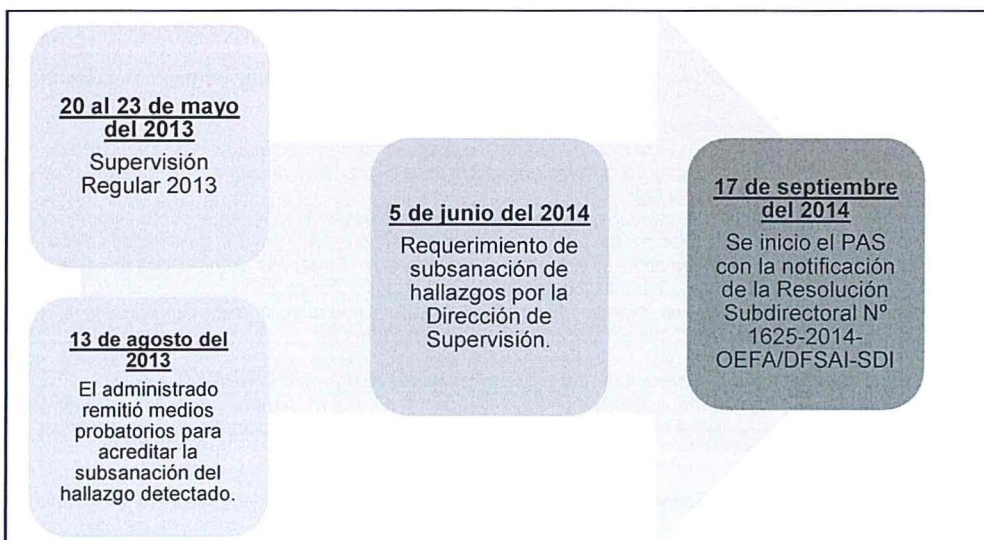 20 al 23 de mayo
del 2013
Supervisión
Regular 2013
13 de agosto del
2013
El administrado
remitió medios
probatorios para
acreditar la
subsanación del
hallazgo detectado.
5 de junio del 2014
Requerimiento de
subsanación de
hallazgos por la
Dirección de
Supervisión.
17 de septiembre
del 2014
Se inicio el PAS
con la notificación
de la Resolución
Subdirectoral Nº
1625-2014-
OEFA/DFSAI-SDI